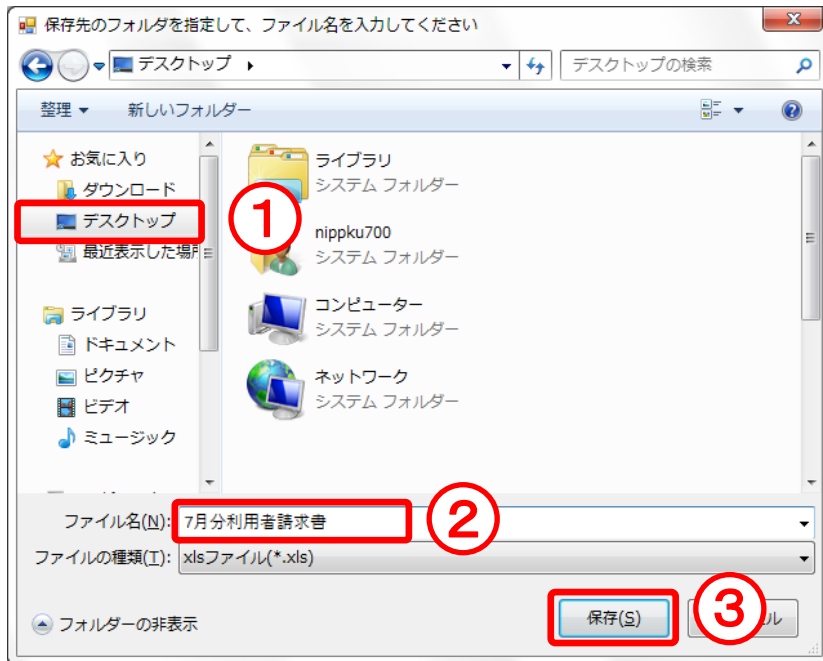 保存先のフォルダを指定して、ファイル名を入力してください
デスクトップ
デスクトップの検索
整理 新しいフォルダー
お気に入り
ダウンロード
デスクトップ
最近表示した場所
ライブラリ
ドキュメント
ピクチャ
ビデオ
ミュージック
①
ライブラリ
システム フォルダー
nippku700
システム フォルダー
コンピューター
システム フォルダー
ネットワーク
システム フォルダー
ファイル名(N): 7月分利用者請求書
②
ファイルの種類(T): xlsファイル(*.xls)
フォルダーの非表示
保存(S)
③
ル